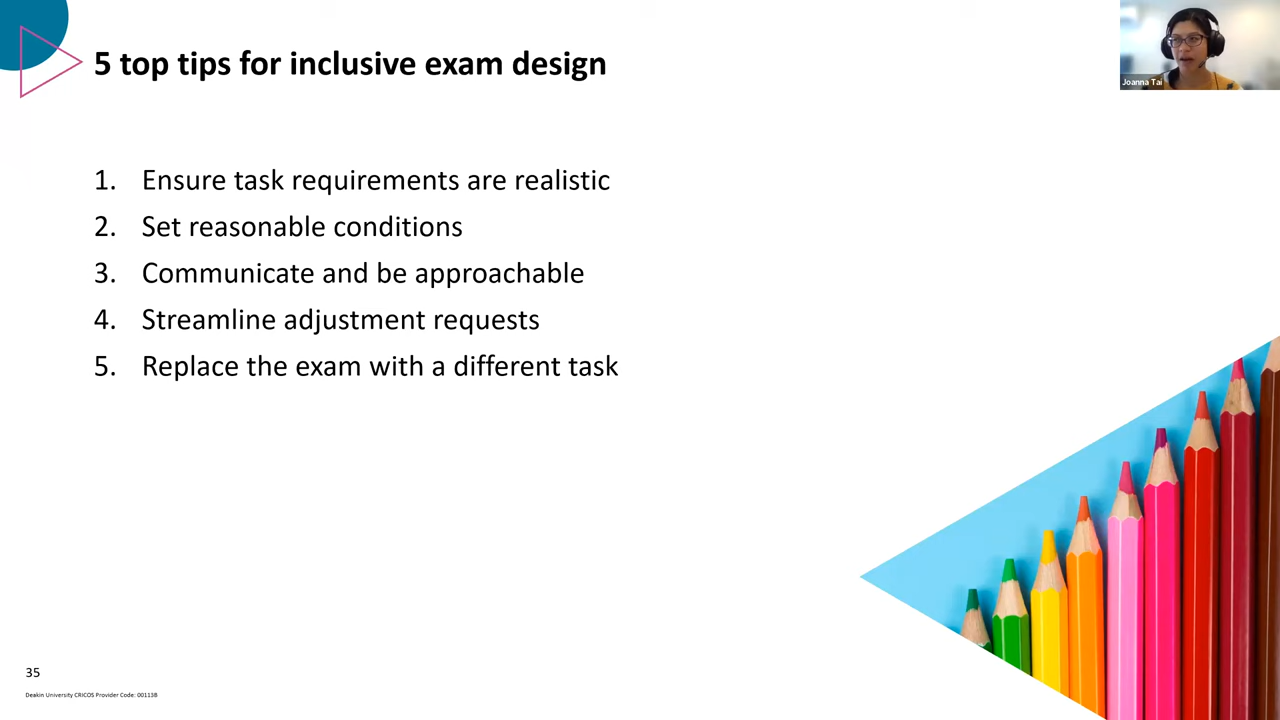 5 top tips for inclusive exam design
Joanna Tai
1. Ensure task requirements are realistic
2. Set reasonable conditions
3. Communicate and be approachable
4. Streamline adjustment requests
5. Replace the exam with a different task
35
Deakin University CRICOS Provider Code: 00113B